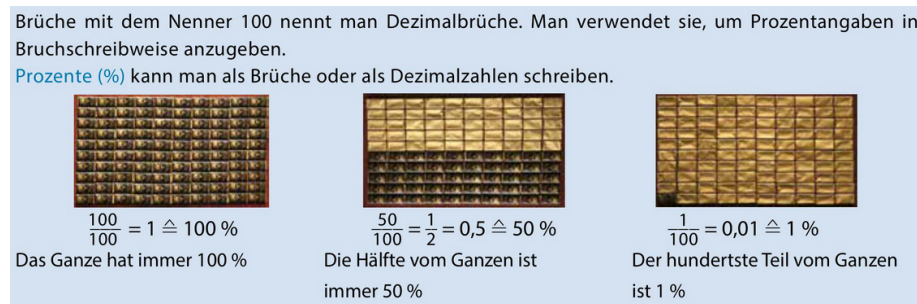 Brüche mit dem Nenner 100 nennt man Dezimalbrüche. Man verwendet sie, um Prozentangaben in
Bruchschreibweise anzugeben.
Prozente (%) kann man als Brüche oder als Dezimalzahlen schreiben.
100/100 = 1 ≙ 100 %
50/100 = 1/2 = 0,5 ≙ 50 %
1/100 = 0,01 ≙ 1 %
Das Ganze hat immer 100 %
Die Hälfte vom Ganzen ist
immer 50 %
Der hundertste Teil vom Ganzen
ist 1 %